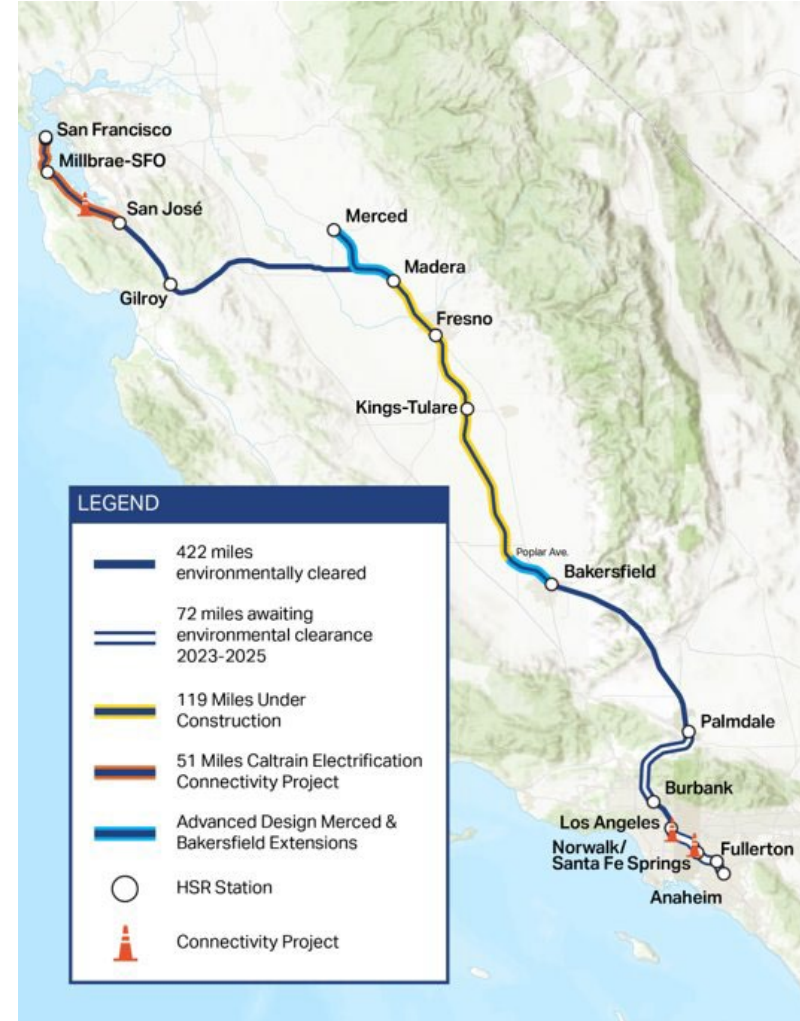 San Francisco
Millbrae-SFO
San José
Gilroy
Merced
Madera
Fresno
Kings-Tulare
Poplar Ave.
Bakersfield
Palmdale
Burbank
Los Angeles
Norwalk/
Santa Fe Springs
Fullerton
Anaheim
LEGEND
422 miles
environmentally cleared
72 miles awaiting
environmental clearance
2023-2025
119 Miles Under
Construction
51 Miles Caltrain Electrification
Connectivity Project
Advanced Design Merced &
Bakersfield Extensions
HSR Station
Connectivity Project